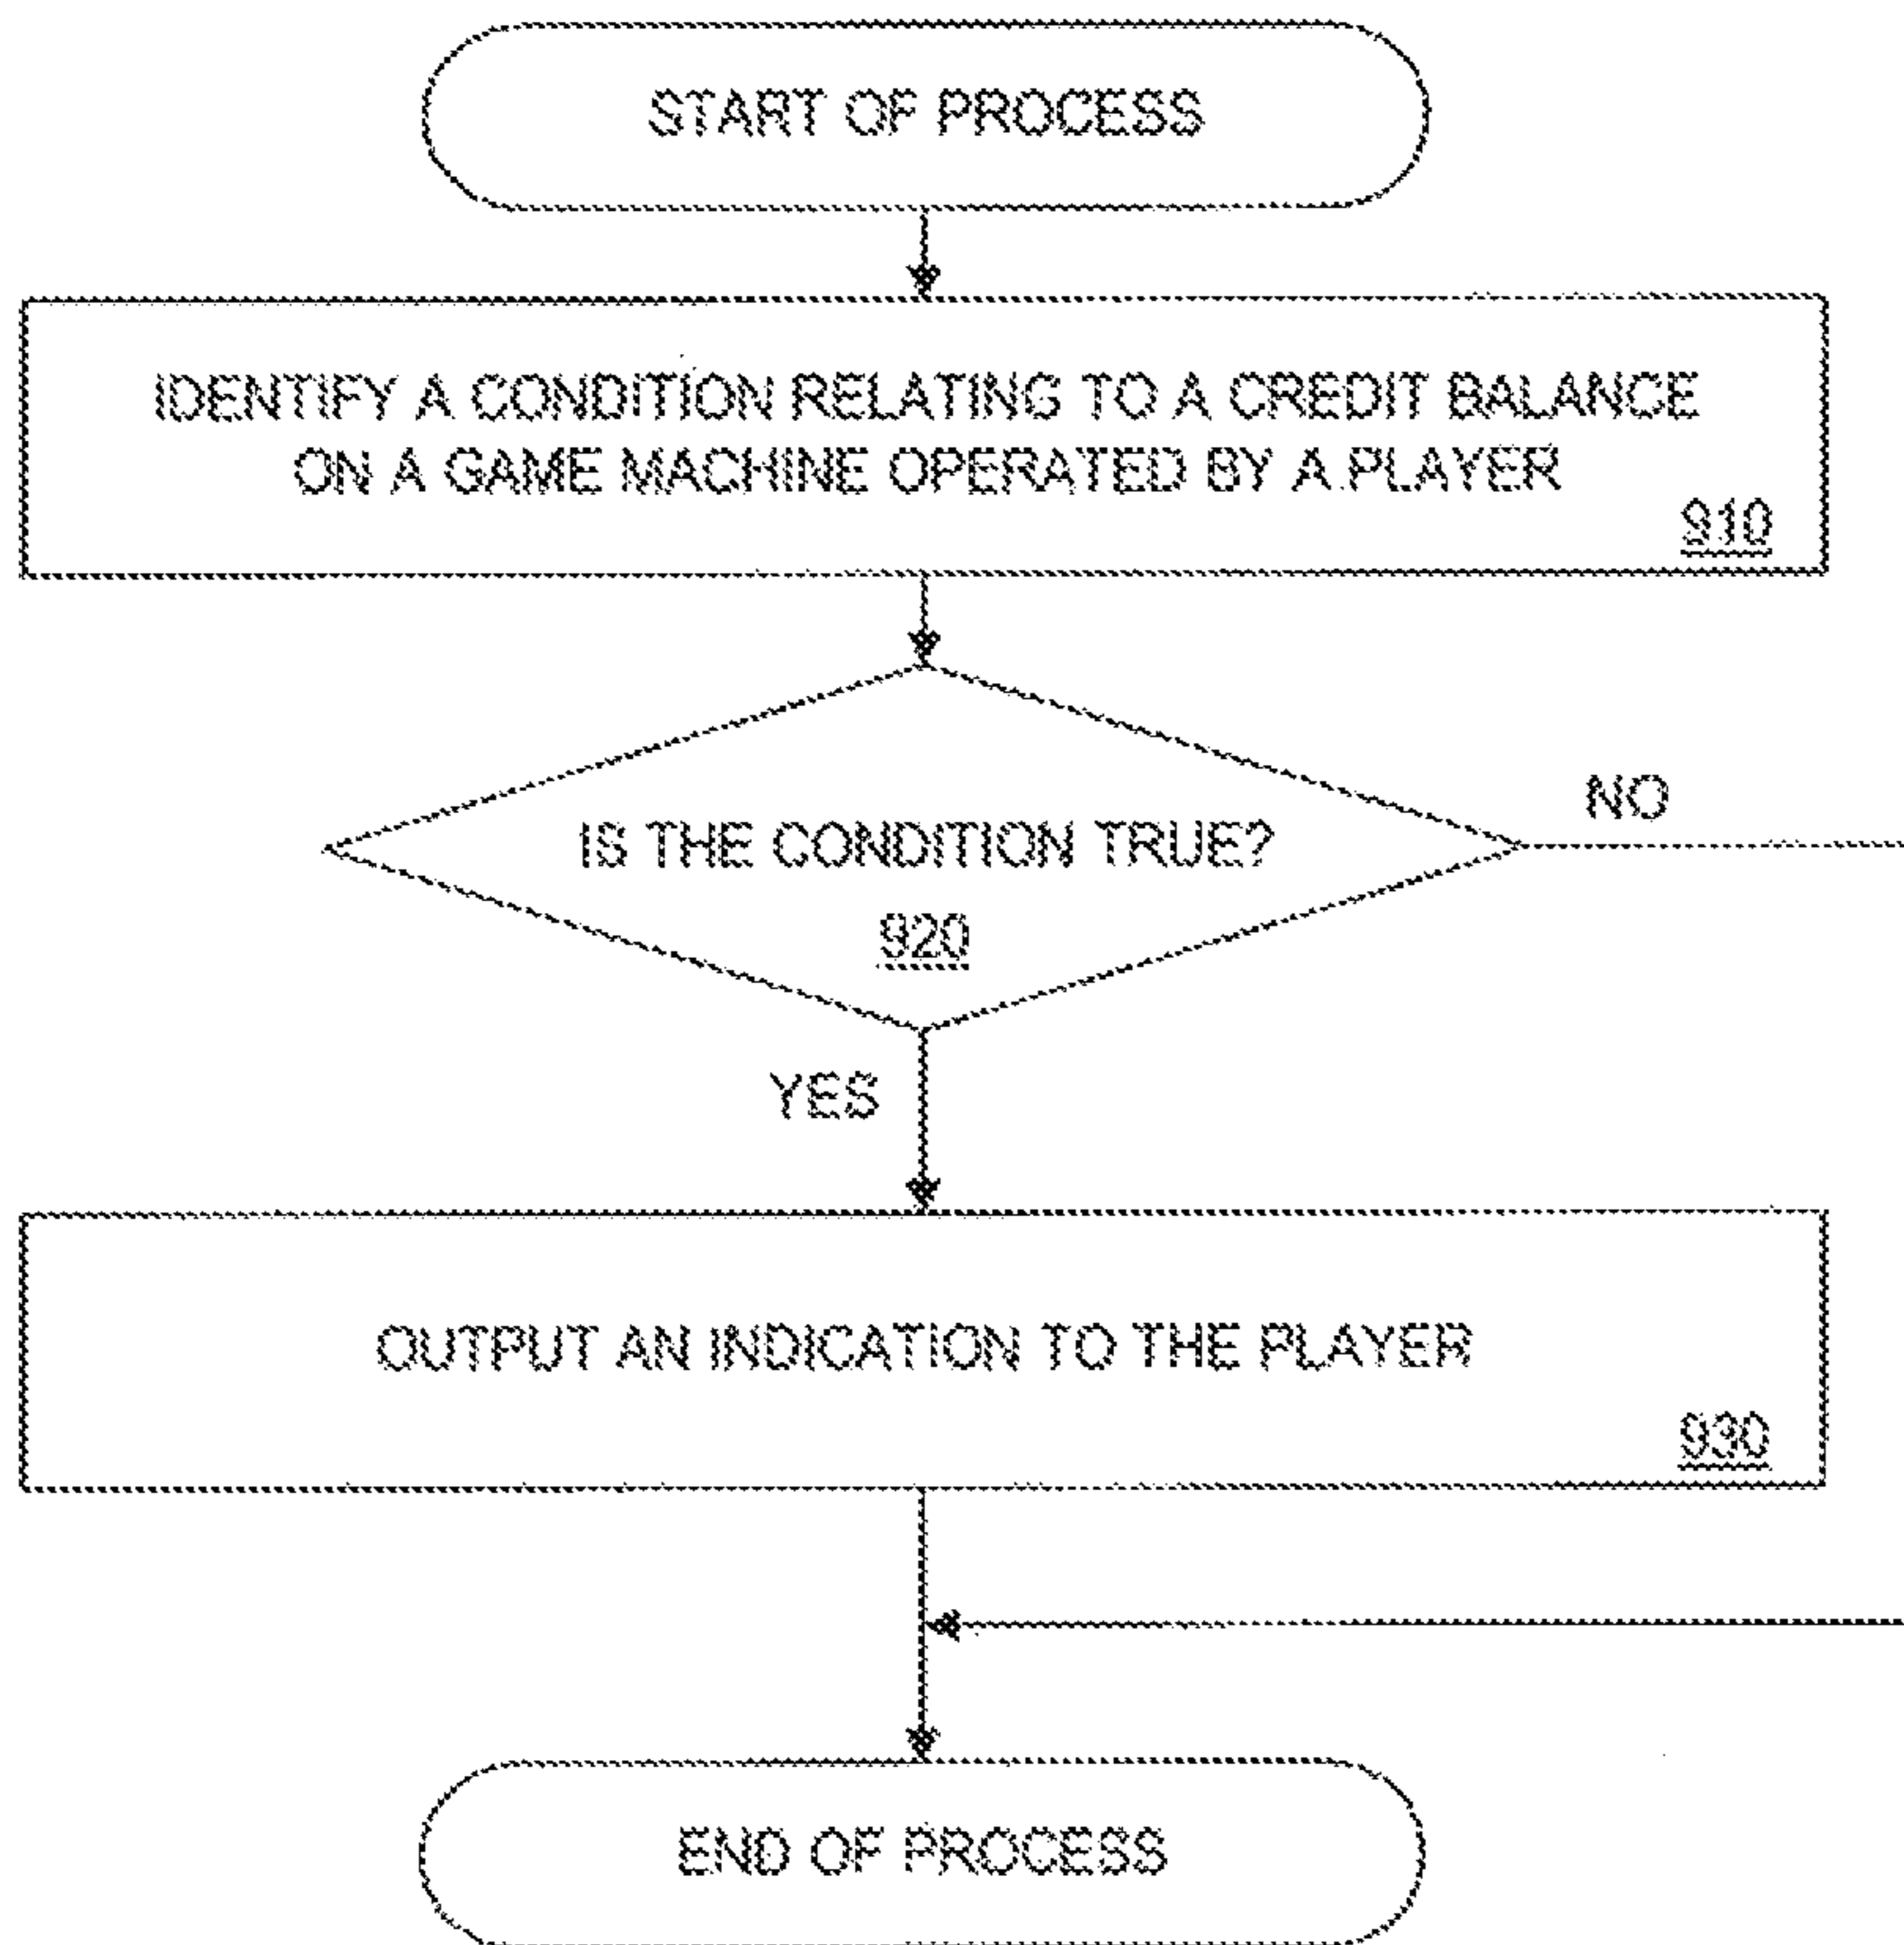 START OF PROCESS
IDENTIFY A CONDITION RELATING TO A CREDIT BALANCE
ON A GAME MACHINE OPERATED BY A PLAYER
910
NO
IS THE CONDITION TRUE?
920
YES
OUTPUT AN INDICATION TO THE PLAYER
930
END OF PROCESS